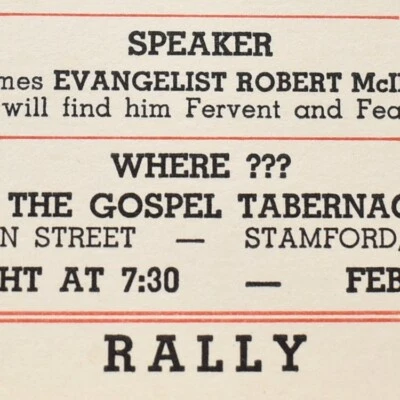 SPEAKER
mes EVANGELIST ROBERT McI
will find him Fervent and Fea
WHERE ???
THE GOSPEL TABERNAC
N STREET — STAMFORD,
HT AT 7:30 — FEB
RALLY